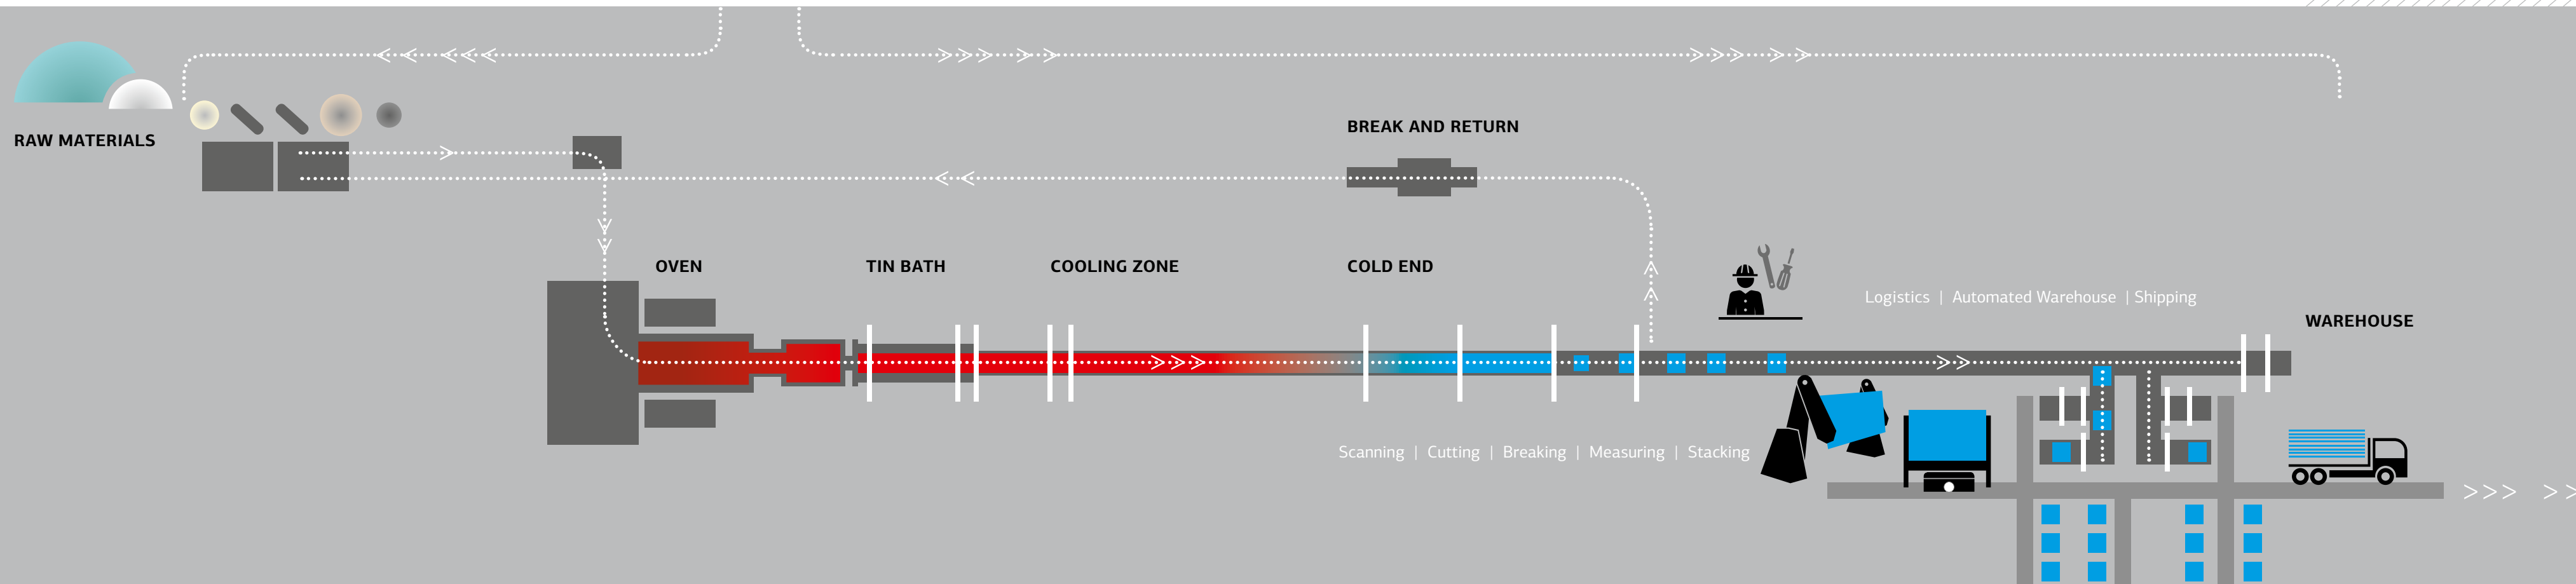 BREAK AND RETURN
RAW MATERIALS
OVEN
TIN BATH
COOLING ZONE
COLD END
Logistics | Automated Warehouse | Shipping
WAREHOUSE
Scanning | Cutting | Breaking | Measuring | Stacking